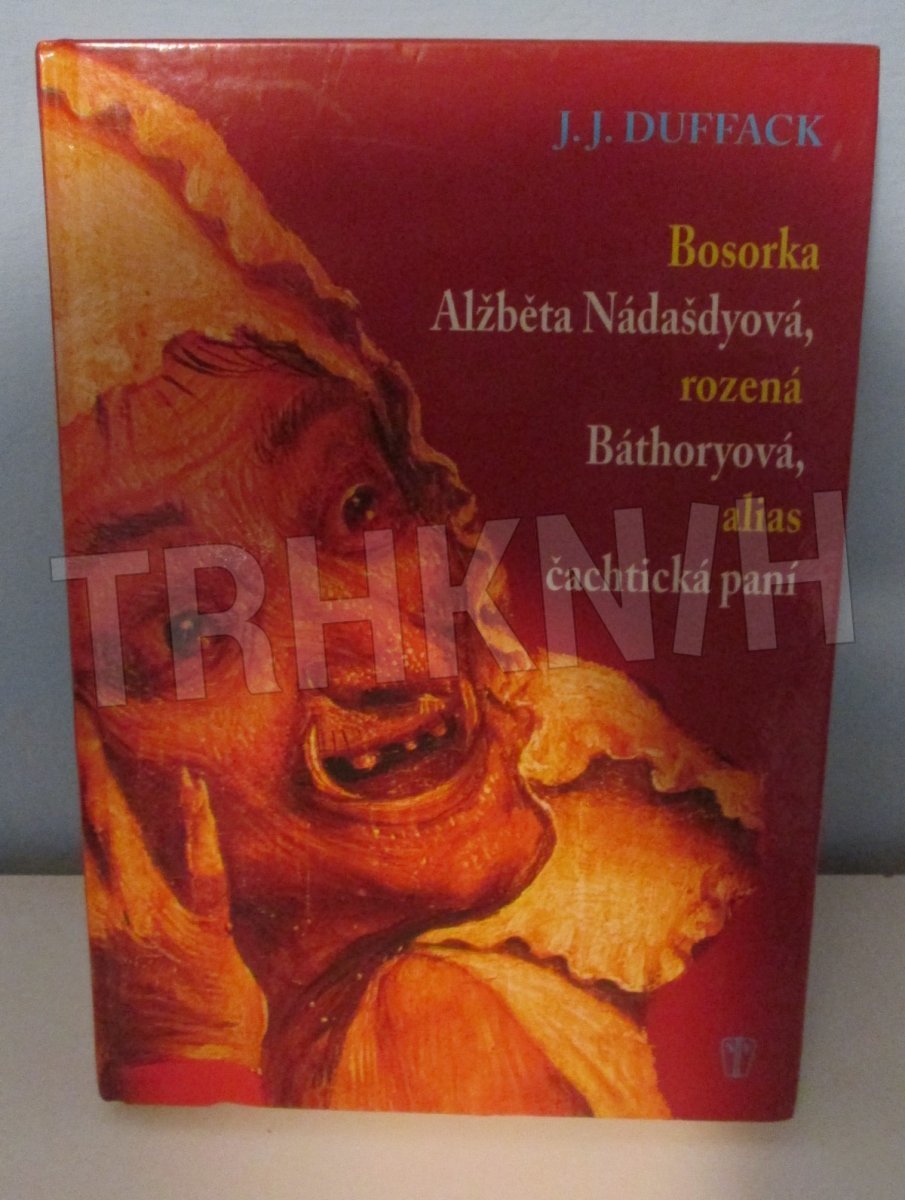 J. J. DUFFACK
Bosorka
Alžběta Nádašdyová,
rozená
Báthoryová,
alias
čachtická paní
TRHKNIH